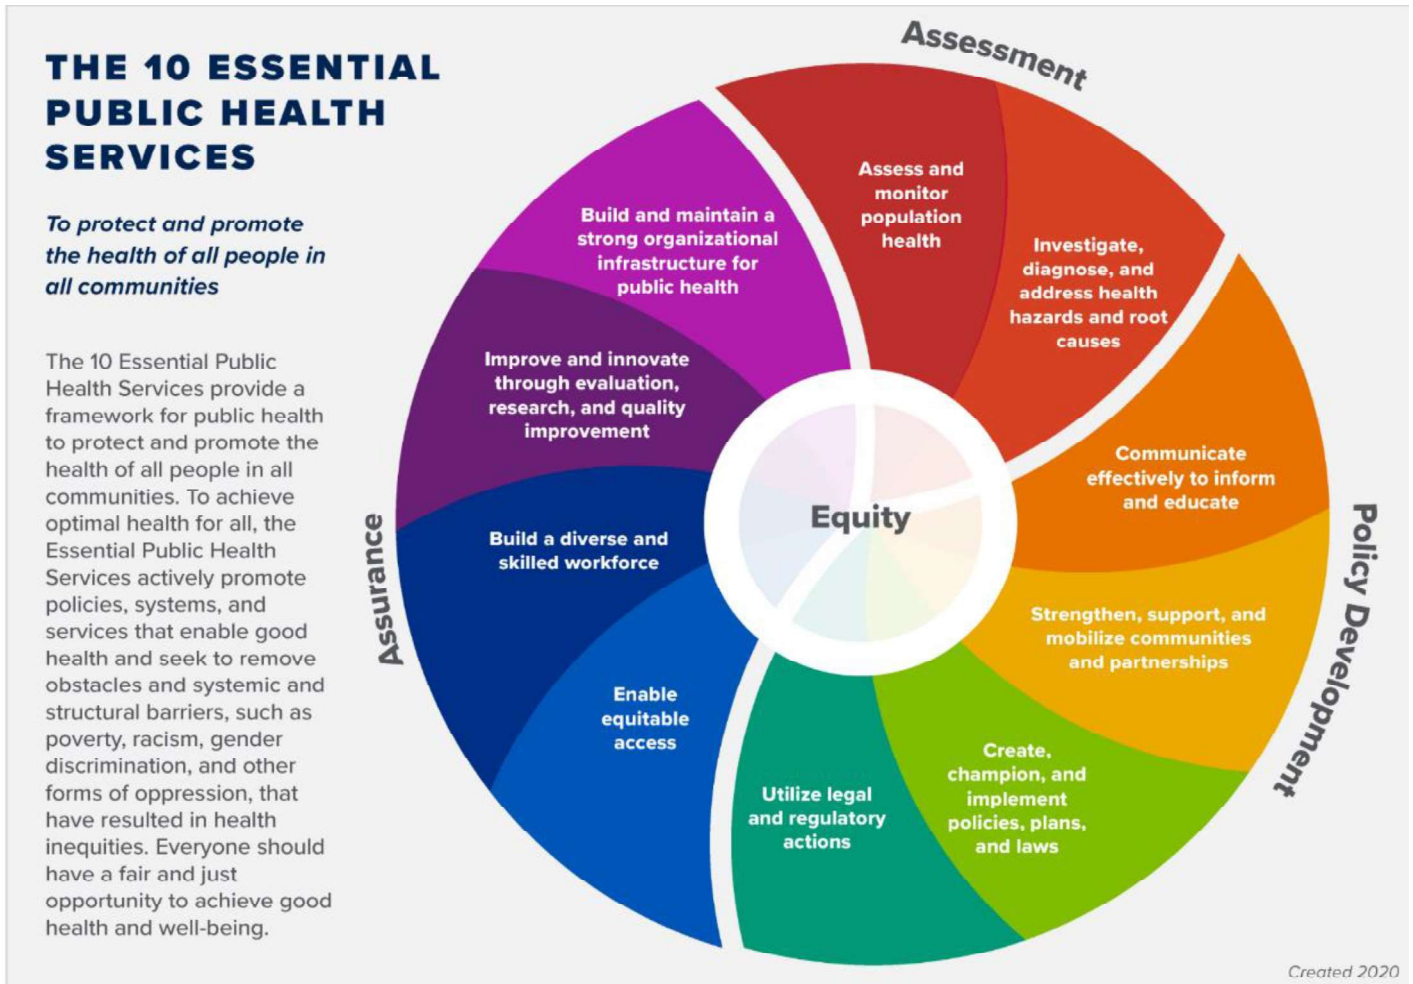 THE 10 ESSENTIAL
PUBLIC HEALTH
SERVICES
To protect and promote
the health of all people in
all communities
The 10 Essential Public
Health Services provide a
framework for public health
to protect and promote the
health of all people in all
communities. To achieve
optimal health for all, the
Essential Public Health
Services actively promote
policies, systems, and
services that enable good
health and seek to remove
obstacles and systemic and
structural barriers, such as
poverty, racism, gender
discrimination, and other
forms of oppression, that
have resulted in health
inequities. Everyone should
have a fair and just
opportunity to achieve good
health and well-being.
Assessment
Assess and
monitor
population
health
Investigate,
diagnose, and
address health
hazards and root
causes
Policy Development
Communicate
effectively to inform
and educate
Strengthen, support, and
mobilize communities
and partnerships
Create,
champion, and
implement
policies, plans,
and laws
Utilize legal
and regulatory
actions
Assurance
Enable
equitable
access
Build a diverse and
skilled workforce
Improve and innovate
through evaluation,
research, and quality
improvement
Build and maintain a
strong organizational
infrastructure for
public health
Equity
Created 2020